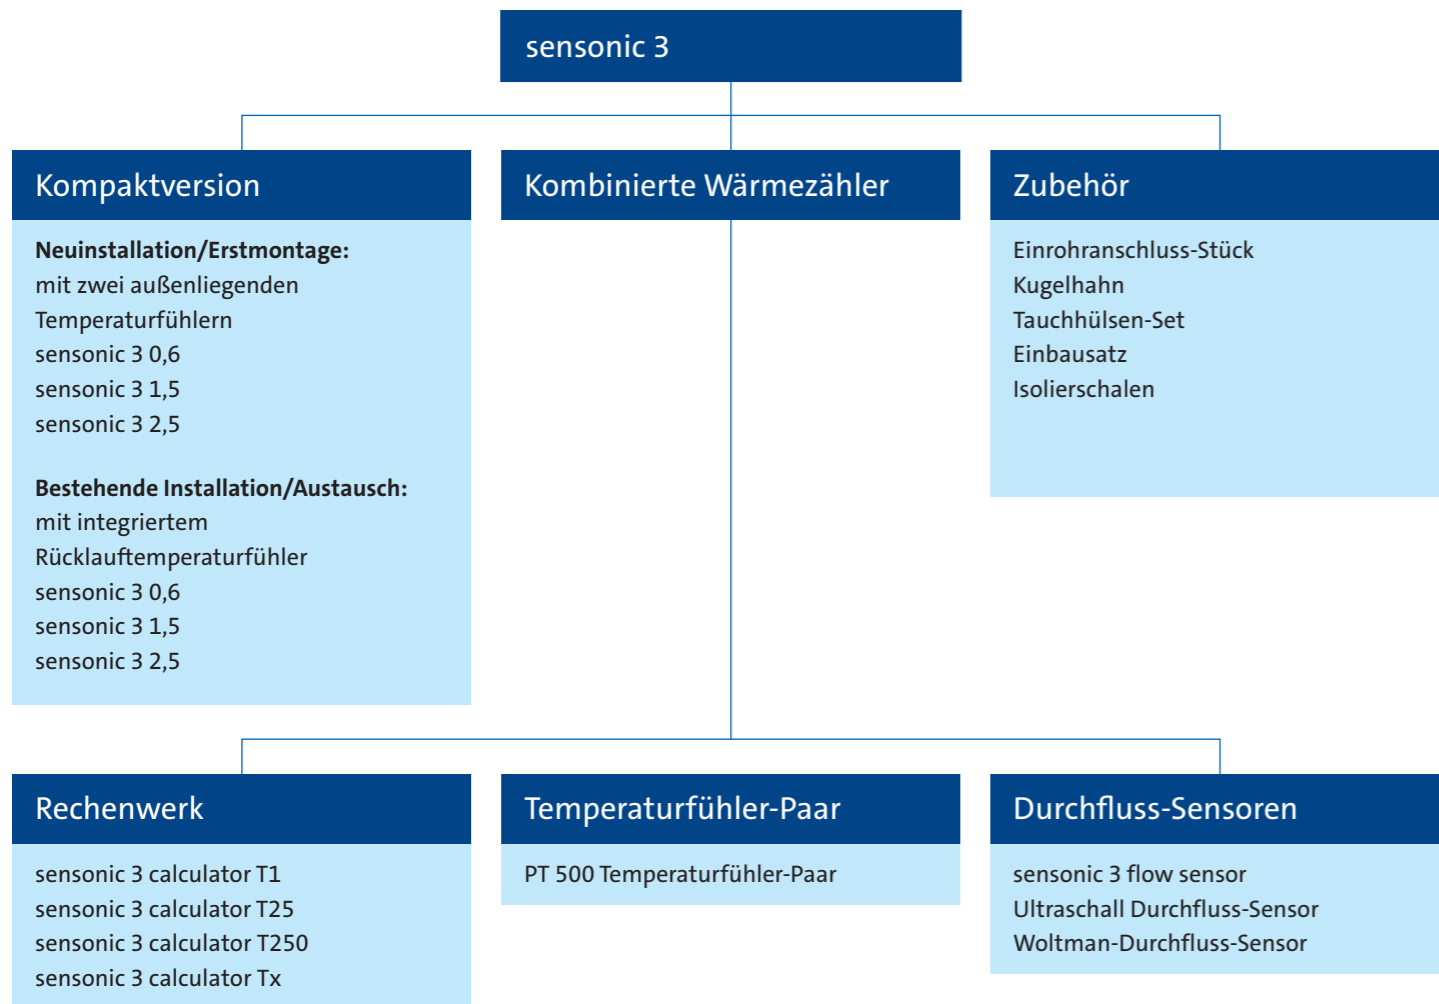 sensonic 3
Kompaktversion
Neuinstallation/Erstmontage:
mit zwei außenliegenden
Temperaturfühlern
sensonic 3 0,6
sensonic 3 1,5
sensonic 3 2,5
Bestehende Installation/Austausch:
mit integriertem
Rücklauftemperaturfühler
sensonic 3 0,6
sensonic 3 1,5
sensonic 3 2,5
Kombinierte Wärmezähler
Zubehör
Einrohranschluss-Stück
Kugelhahn
Tauchhülsen-Set
Einbausatz
Isolierschalen
Rechenwerk
sensonic 3 calculator T1
sensonic 3 calculator T25
sensonic 3 calculator T250
sensonic 3 calculator Tx
Temperaturfühler-Paar
PT 500 Temperaturfühler-Paar
Durchfluss-Sensoren
sensonic 3 flow sensor
Ultraschall Durchfluss-Sensor
Woltman-Durchfluss-Sensor